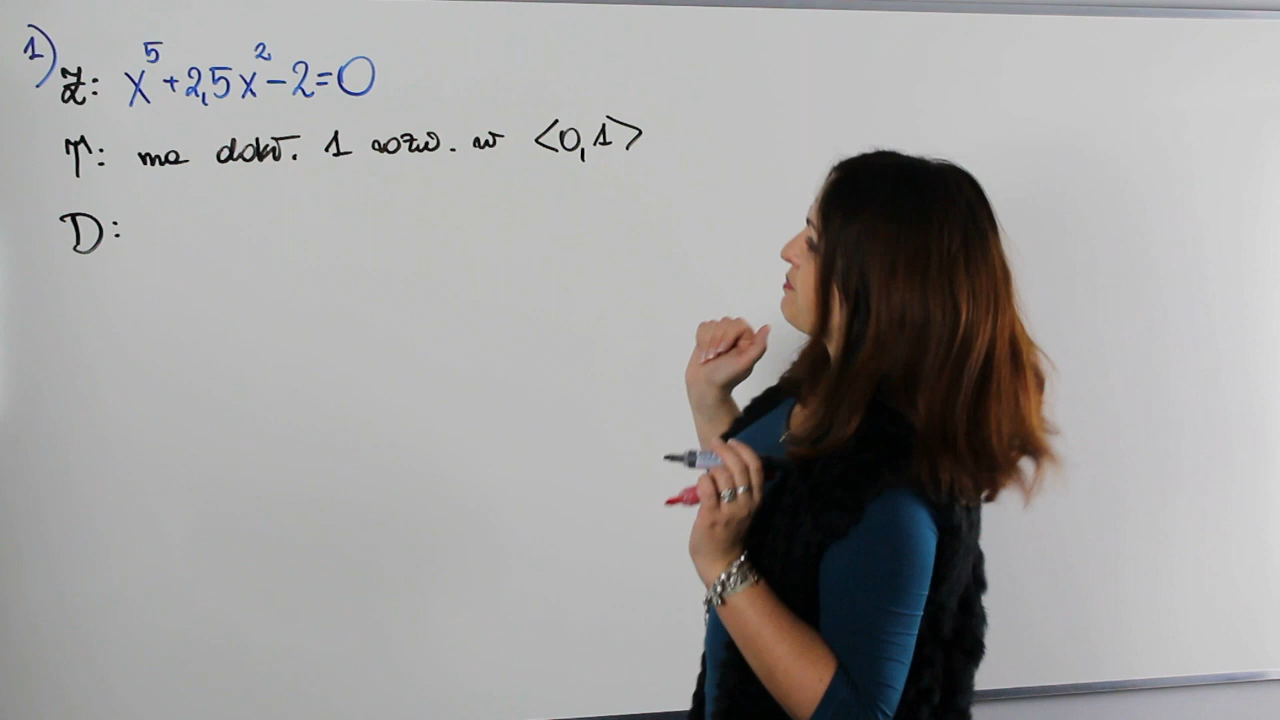 1) Z: x⁵+2,5x²-2=0
T: ma dokł. 1 rozw. w <0,1>
D: